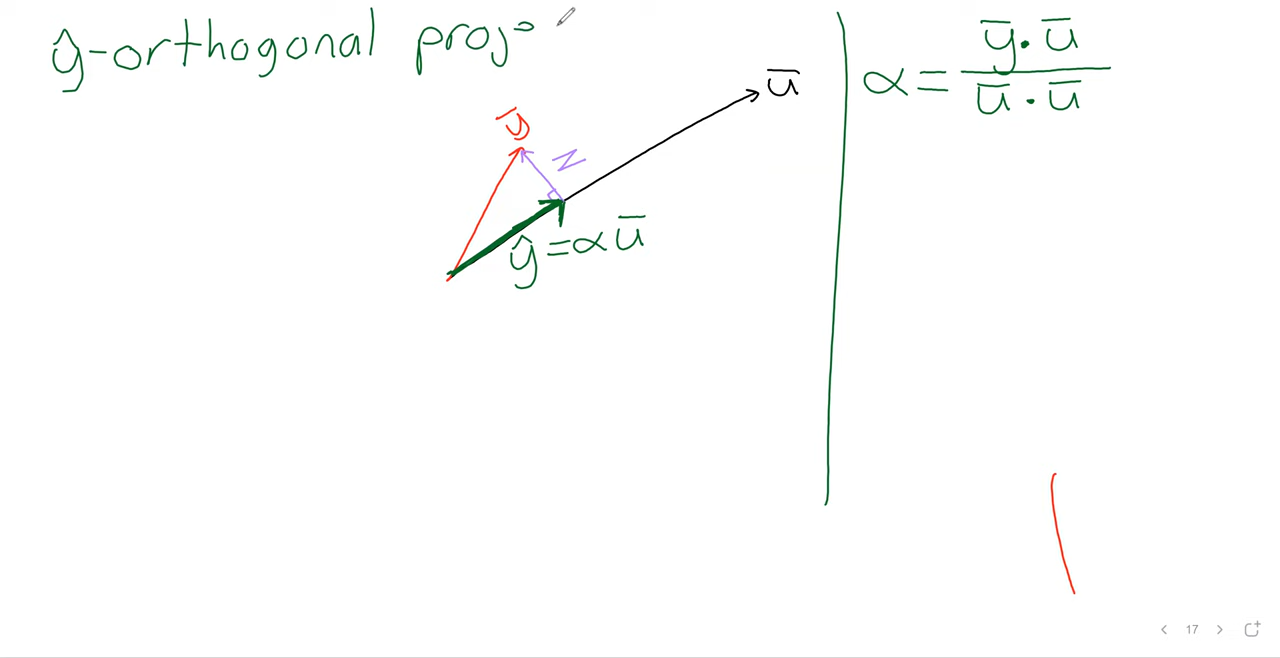 ŷ-orthogonal proj°
α = (ȳ·ū)/(ū·ū)
ū
ȳ
z
ŷ=αū
17